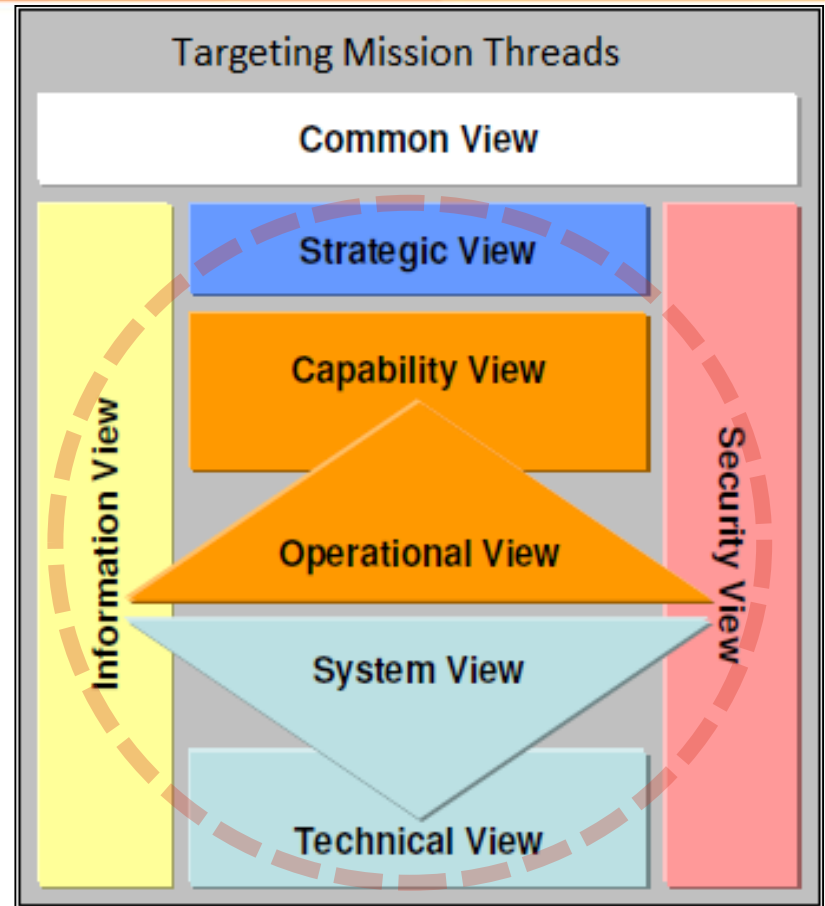 Targeting Mission Threads
Common View
Strategic View
Capability View
Information View
Security View
Operational View
System View
Technical View